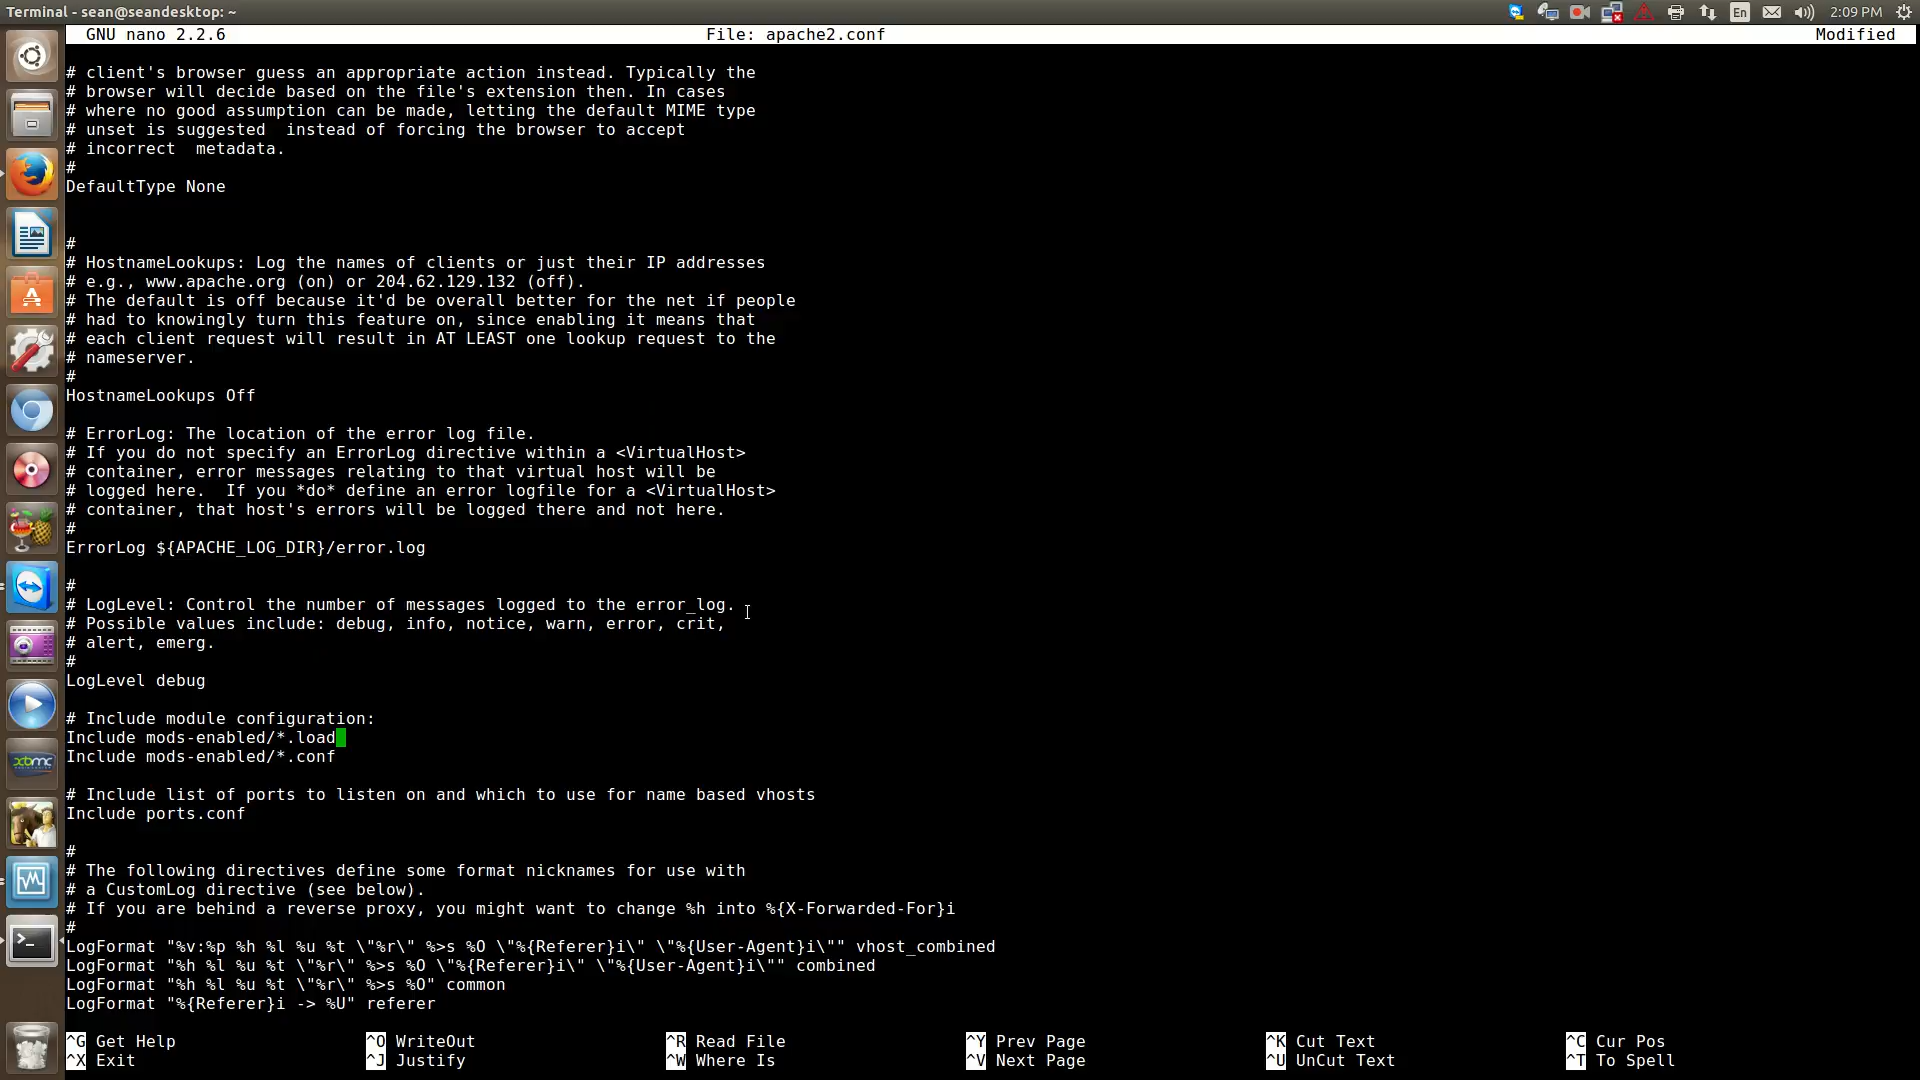 Terminal - sean@seandesktop: ~
En
2:09 PM
GNU nano 2.2.6 File: apache2.conf Modified
# client's browser guess an appropriate action instead. Typically the
# browser will decide based on the file's extension then. In cases
# where no good assumption can be made, letting the default MIME type
# unset is suggested  instead of forcing the browser to accept
# incorrect  metadata.
#
DefaultType None
#
# HostnameLookups: Log the names of clients or just their IP addresses
# e.g., www.apache.org (on) or 204.62.129.132 (off).
# The default is off because it'd be overall better for the net if people
# had to knowingly turn this feature on, since enabling it means that
# each client request will result in AT LEAST one lookup request to the
# nameserver.
#
HostnameLookups Off
# ErrorLog: The location of the error log file.
# If you do not specify an ErrorLog directive within a <VirtualHost>
# container, error messages relating to that virtual host will be
# logged here.  If you *do* define an error logfile for a <VirtualHost>
# container, that host's errors will be logged there and not here.
#
ErrorLog ${APACHE_LOG_DIR}/error.log
#
# LogLevel: Control the number of messages logged to the error_log.
# Possible values include: debug, info, notice, warn, error, crit,
# alert, emerg.
#
LogLevel debug
# Include module configuration:
Include mods-enabled/*.load
Include mods-enabled/*.conf
# Include list of ports to listen on and which to use for name based vhosts
Include ports.conf
#
# The following directives define some format nicknames for use with
# a CustomLog directive (see below).
# If you are behind a reverse proxy, you might want to change %h into %{X-Forwarded-For}i
#
LogFormat "%v:%p %h %l %u %t \"%r\" %>s %O \"%{Referer}i\" \"%{User-Agent}i\"" vhost_combined
LogFormat "%h %l %u %t \"%r\" %>s %O \"%{Referer}i\" \"%{User-Agent}i\"" combined
LogFormat "%h %l %u %t \"%r\" %>s %O" common
LogFormat "%{Referer}i -> %U" referer
^G Get Help ^O WriteOut ^R Read File ^Y Prev Page ^K Cut Text ^C Cur Pos
^X Exit ^J Justify ^W Where Is ^V Next Page ^U UnCut Text ^T To Spell
xbmc